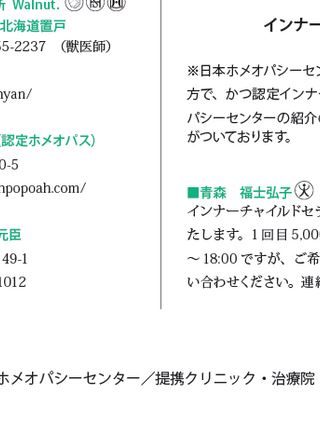 所 Walnut.
北海道置戸
55-2237 （獣医師）
nyan/
（認定ホメオパス）
0-5
npopoah.com/
元臣
49-1
1012
インナー
※日本ホメオパシーセン
方で、かつ認定インナ
パシーセンターの紹介の
がついております。
■青森　福士弘子
インナーチャイルドセラ
たします。1回目5,000
～18:00ですが、ご希
い合わせください。連絡
ホメオパシーセンター／提携クリニック・治療院